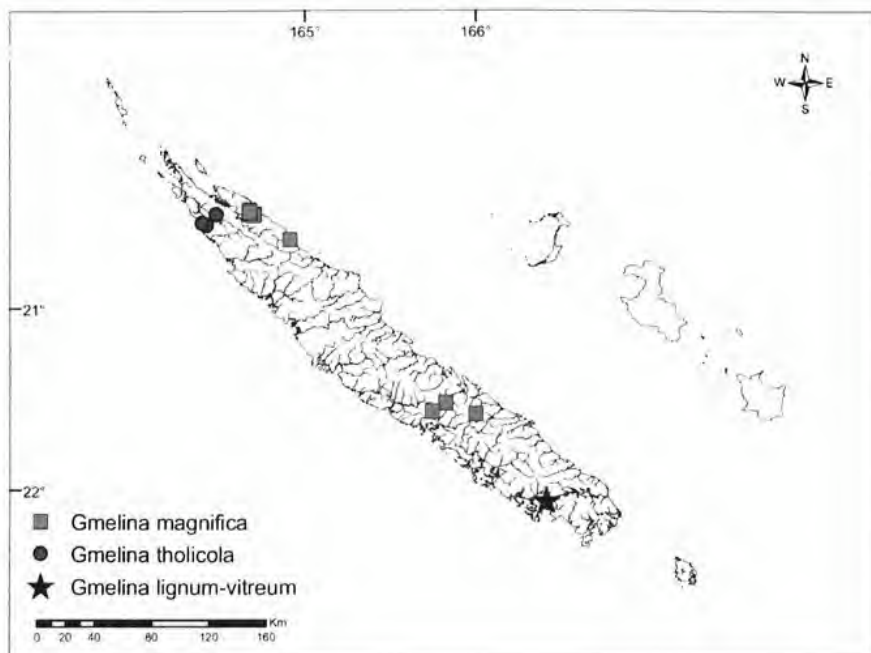 165° 166°
N
W E
S
21°
22°
Gmelina magnifica
Gmelina tholicola
Gmelina lignum-vitreum
Km
0 20 40 80 120 160